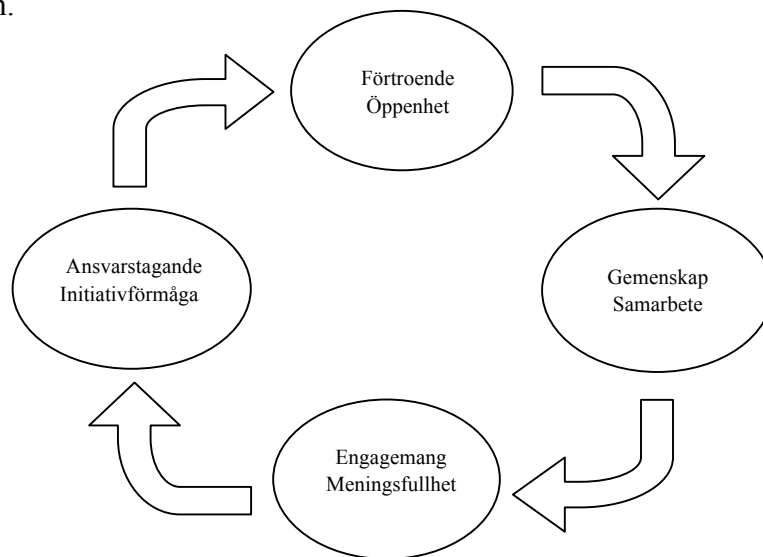 n.
Förtroende
Öppenhet
Ansvarstagande
Initiativförmåga
Gemenskap
Samarbete
Engagemang
Meningsfullhet